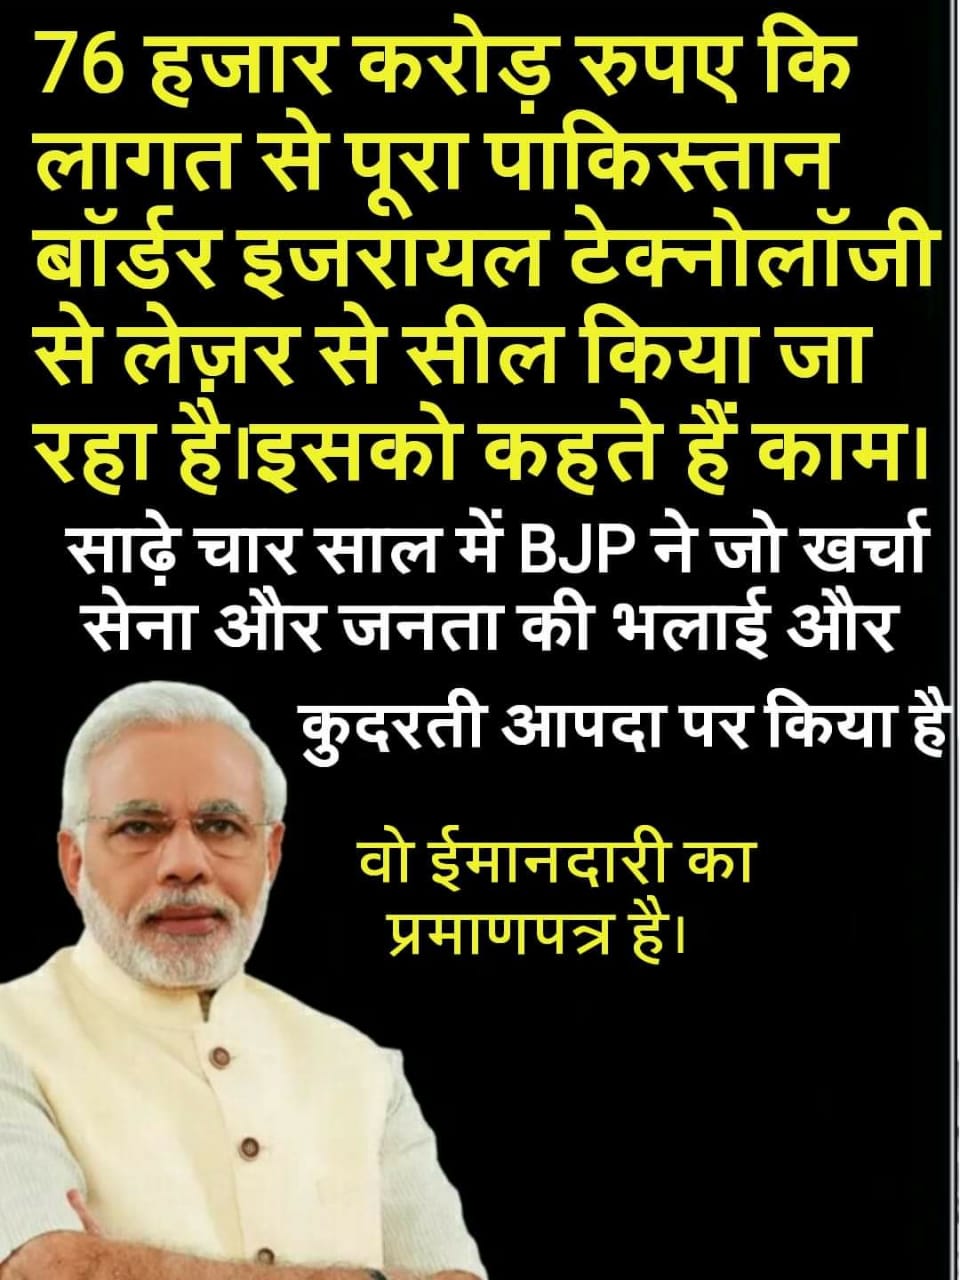 76 हजार करोड़ रुपए कि
लागत से पूरा पाकिस्तान
बॉर्डर इजरायल टेक्नोलॉजी
से लेज़र से सील किया जा
रहा है।इसको कहते हैं काम।
साढ़े चार साल में BJP ने जो खर्चा
सेना और जनता की भलाई और
कुदरती आपदा पर किया है
वो ईमानदारी का
प्रमाणपत्र है।